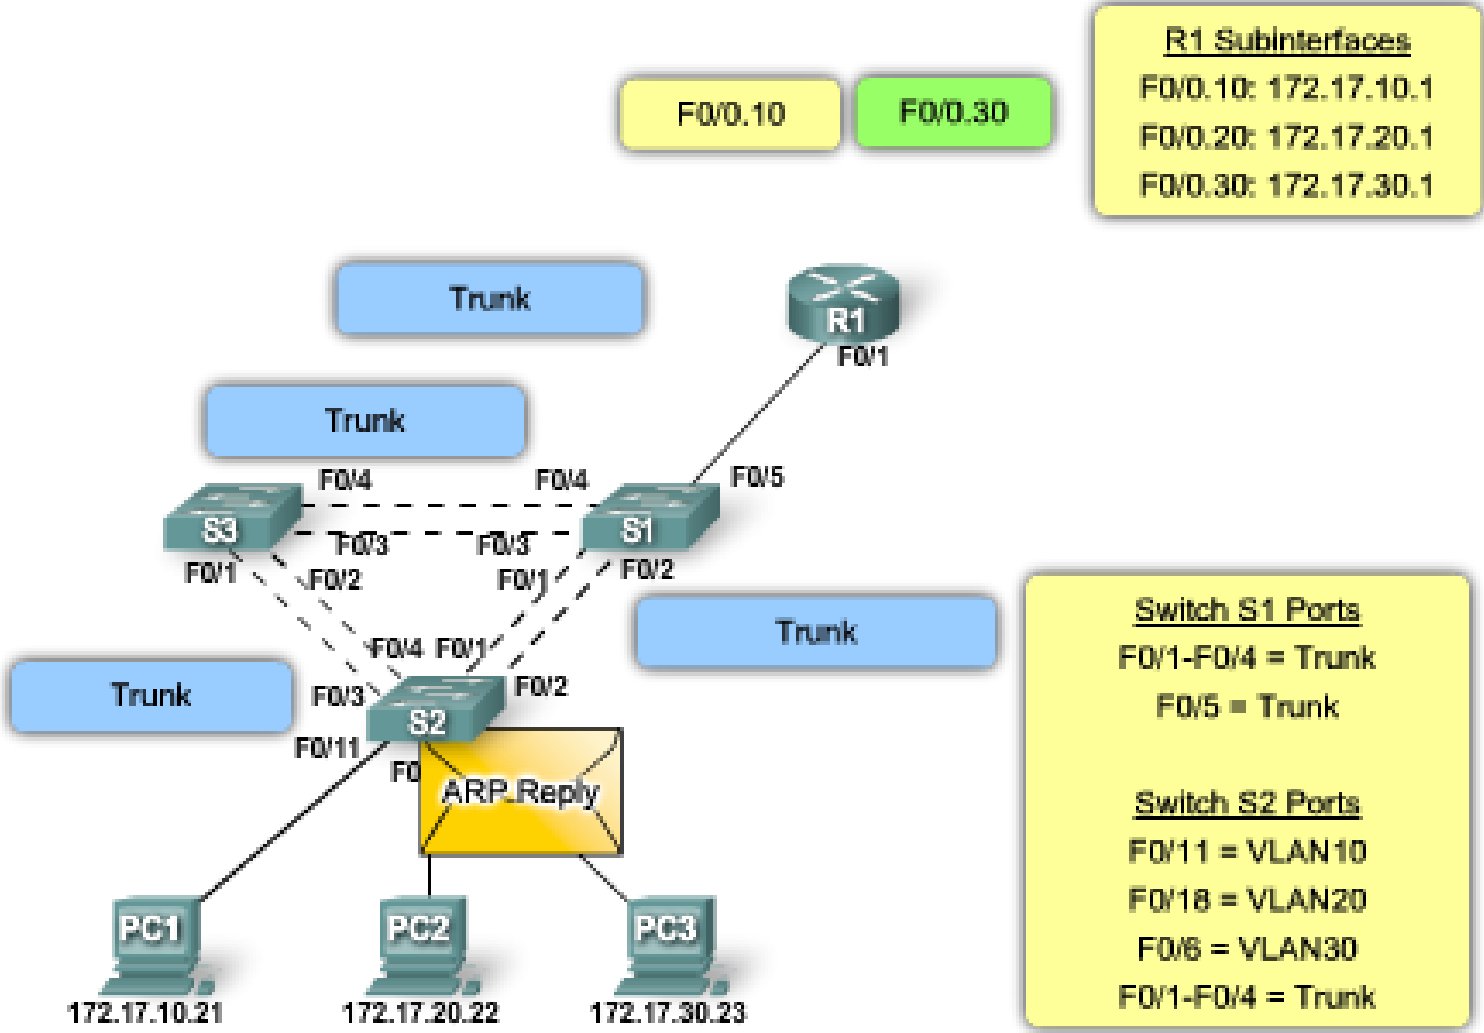 R1 Subinterfaces
F0/0.10: 172.17.10.1
F0/0.20: 172.17.20.1
F0/0.30: 172.17.30.1
F0/0.10
F0/0.30
Trunk
R1
F0/1
Trunk
F0/4
F0/4
F0/5
S3
S1
F0/3
F0/3
F0/1
F0/2
F0/1
F0/2
Trunk
F0/4
F0/1
F0/3
F0/2
Trunk
S2
F0/11
F0
ARP Reply
PC1
PC2
PC3
172.17.10.21
172.17.20.22
172.17.30.23
Switch S1 Ports
F0/1-F0/4 = Trunk
F0/5 = Trunk
Switch S2 Ports
F0/11 = VLAN10
F0/18 = VLAN20
F0/6 = VLAN30
F0/1-F0/4 = Trunk